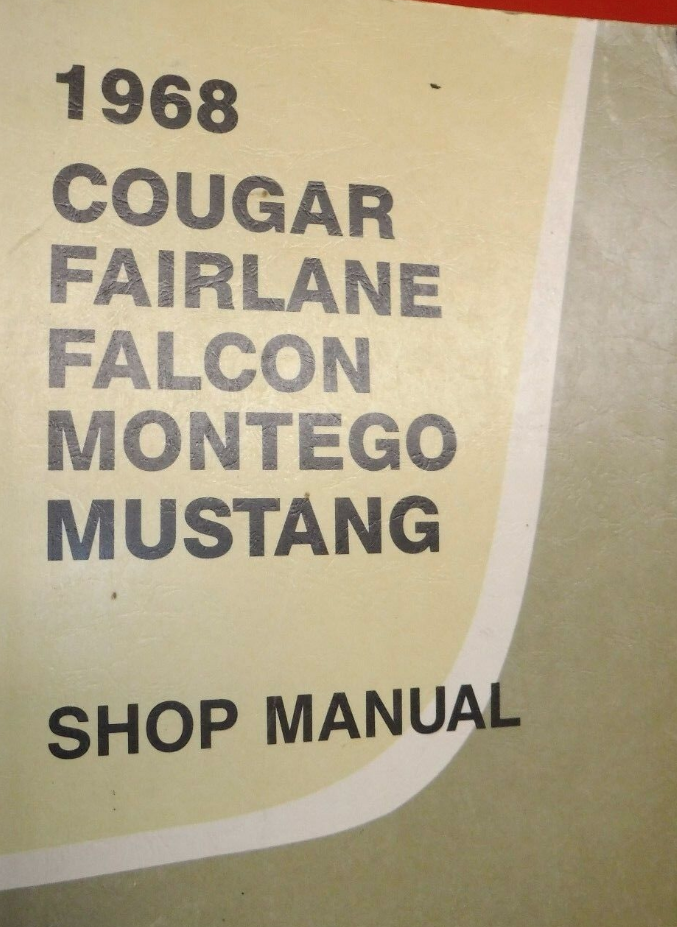 1968
COUGAR
FAIRLANE
FALCON
MONTEGO
MUSTANG
SHOP MANUAL